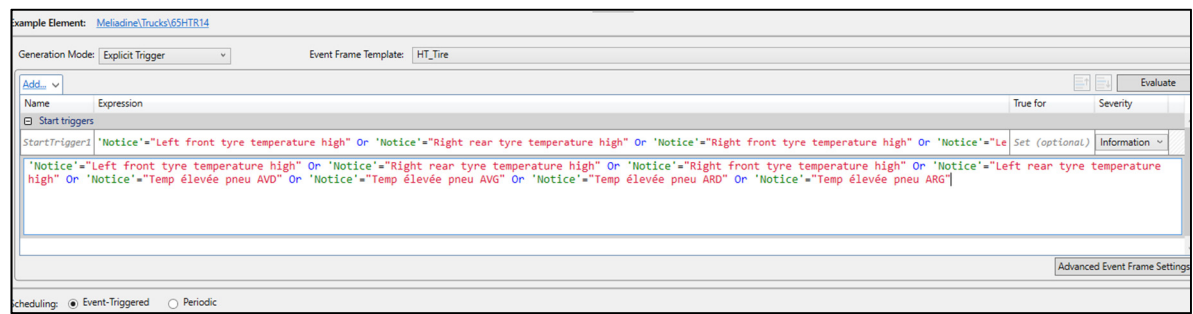 Example Element: Meliadine\Trucks\65HTR14
Generation Mode: Explicit Trigger Event Frame Template: HT_Tire
Add... Evaluate
Name Expression True for Severity
Start triggers
StartTrigger1 'Notice'="Left front tyre temperature high" Or 'Notice'="Right rear tyre temperature high" Or 'Notice'="Right front tyre temperature high" Or 'Notice'="Le Set (optional) Information
'Notice'="Left front tyre temperature high" Or 'Notice'="Right rear tyre temperature high" Or 'Notice'="Right front tyre temperature high" Or 'Notice'="Left rear tyre temperature
high" Or 'Notice'="Temp élevée pneu AVD" Or 'Notice'="Temp élevée pneu AVG" Or 'Notice'="Temp élevée pneu ARD" Or 'Notice'="Temp élevée pneu ARG"
Advanced Event Frame Settings
Scheduling: Event-Triggered Periodic